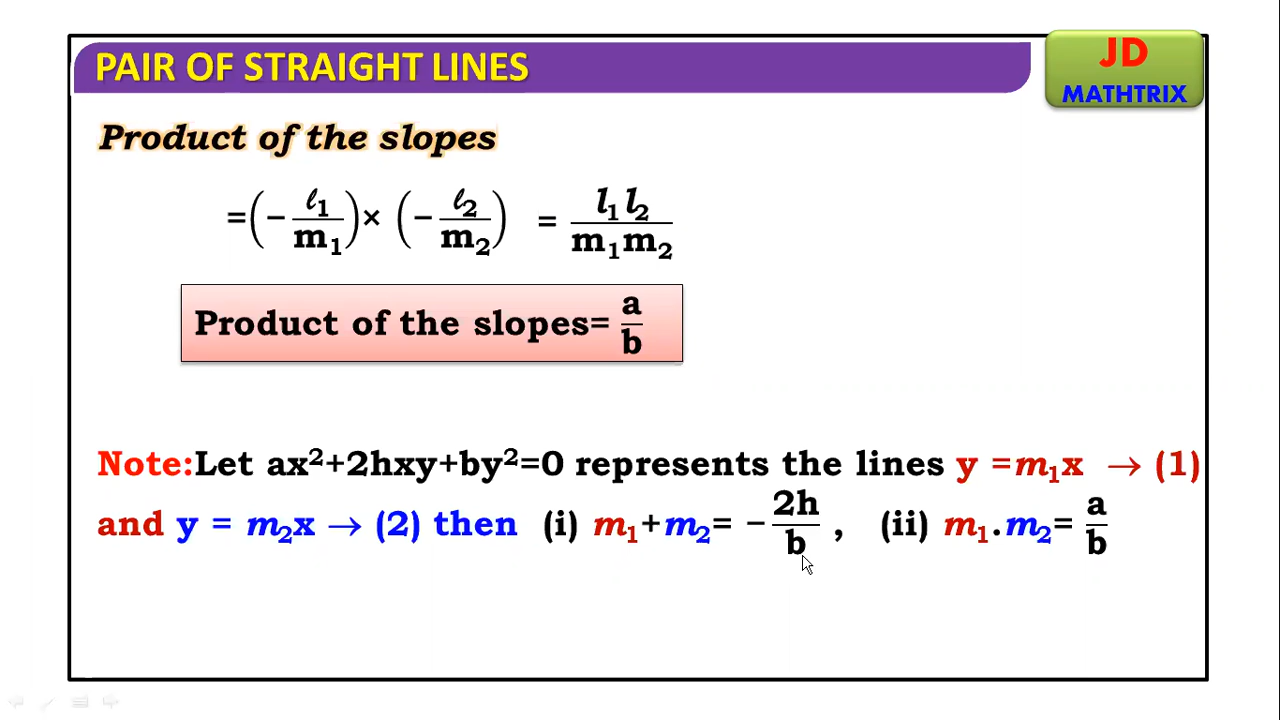 PAIR OF STRAIGHT LINES
JD
MATHTRIX
Product of the slopes
=(−ℓ₁/m₁)× (−ℓ₂/m₂) = l₁l₂/m₁m₂
Product of the slopes= a/b
Note:Let ax²+2hxy+by²=0 represents the lines y =m₁x → (1)
and y = m₂x → (2) then (i) m₁+m₂= −2h/b , (ii) m₁.m₂= a/b